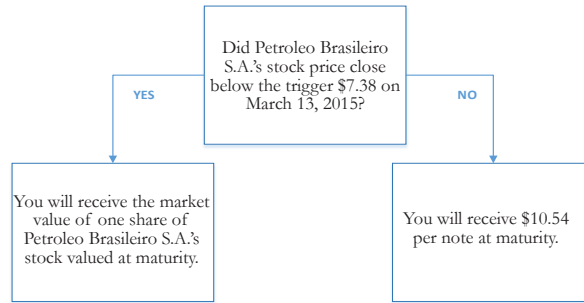 Did Petroleo Brasileiro
S.A.'s stock price close
below the trigger $7.38 on
March 13, 2015?
YES
NO
You will receive the market
value of one share of
Petroleo Brasileiro S.A.'s
stock valued at maturity.
You will receive $10.54
per note at maturity.